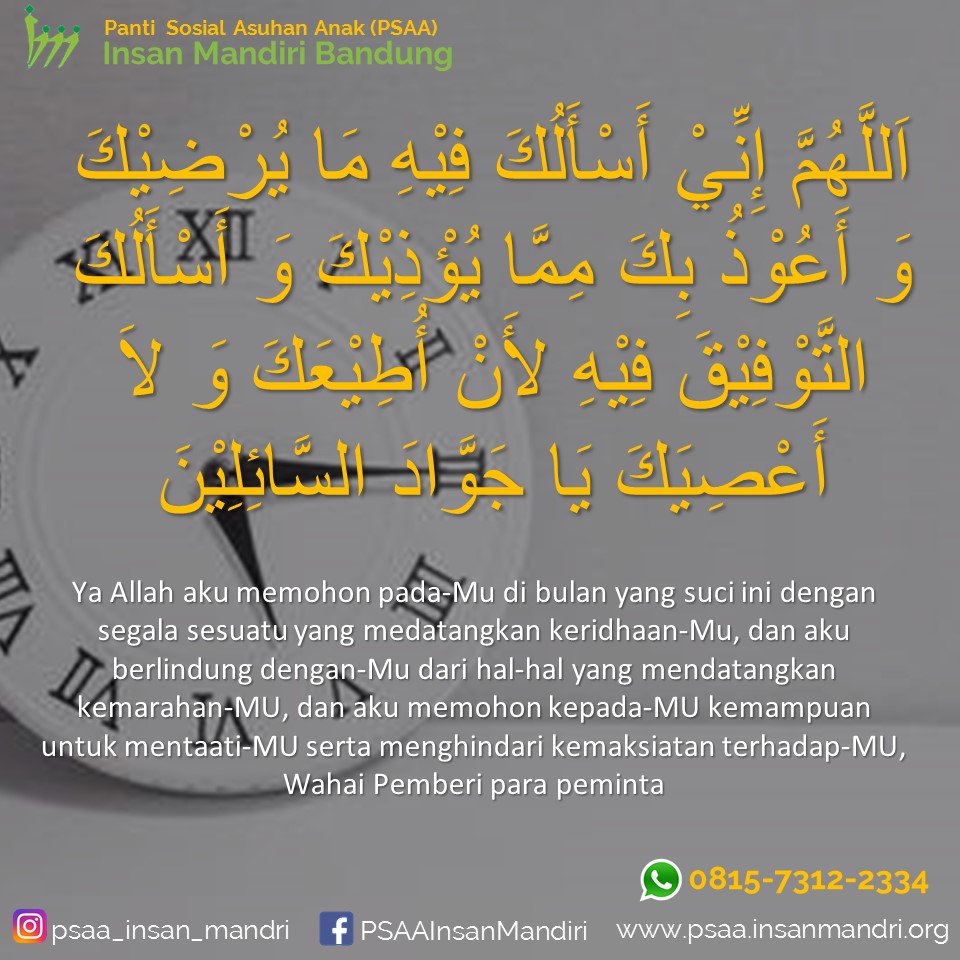 Panti Sosial Asuhan Anak (PSAA)
Insan Mandiri Bandung
اَللَّهُمَّ إِنِّيْ أَسْأَلُكَ فِيْهِ مَا يُرْضِيْكَ
وَ أَعُوْذُ بِكَ مِمَّا يُؤْذِيْكَ وَ أَسْأَلُكَ
التَّوْفِيْقَ فِيْهِ لأَنْ أُطِيْعَكَ وَ لاَ
أَعْصِيَكَ يَا جَوَّادَ السَّائِلِيْنَ
Ya Allah aku memohon pada-Mu di bulan yang suci ini dengan
segala sesuatu yang medatangkan keridhaan-Mu, dan aku
berlindung dengan-Mu dari hal-hal yang mendatangkan
kemarahan-MU, dan aku memohon kepada-MU kemampuan
untuk mentaati-MU serta menghindari kemaksiatan terhadap-MU,
Wahai Pemberi para peminta
0815-7312-2334
psaa_insan_mandri PSAAInsanMandiri www.psaa.insanmandri.org